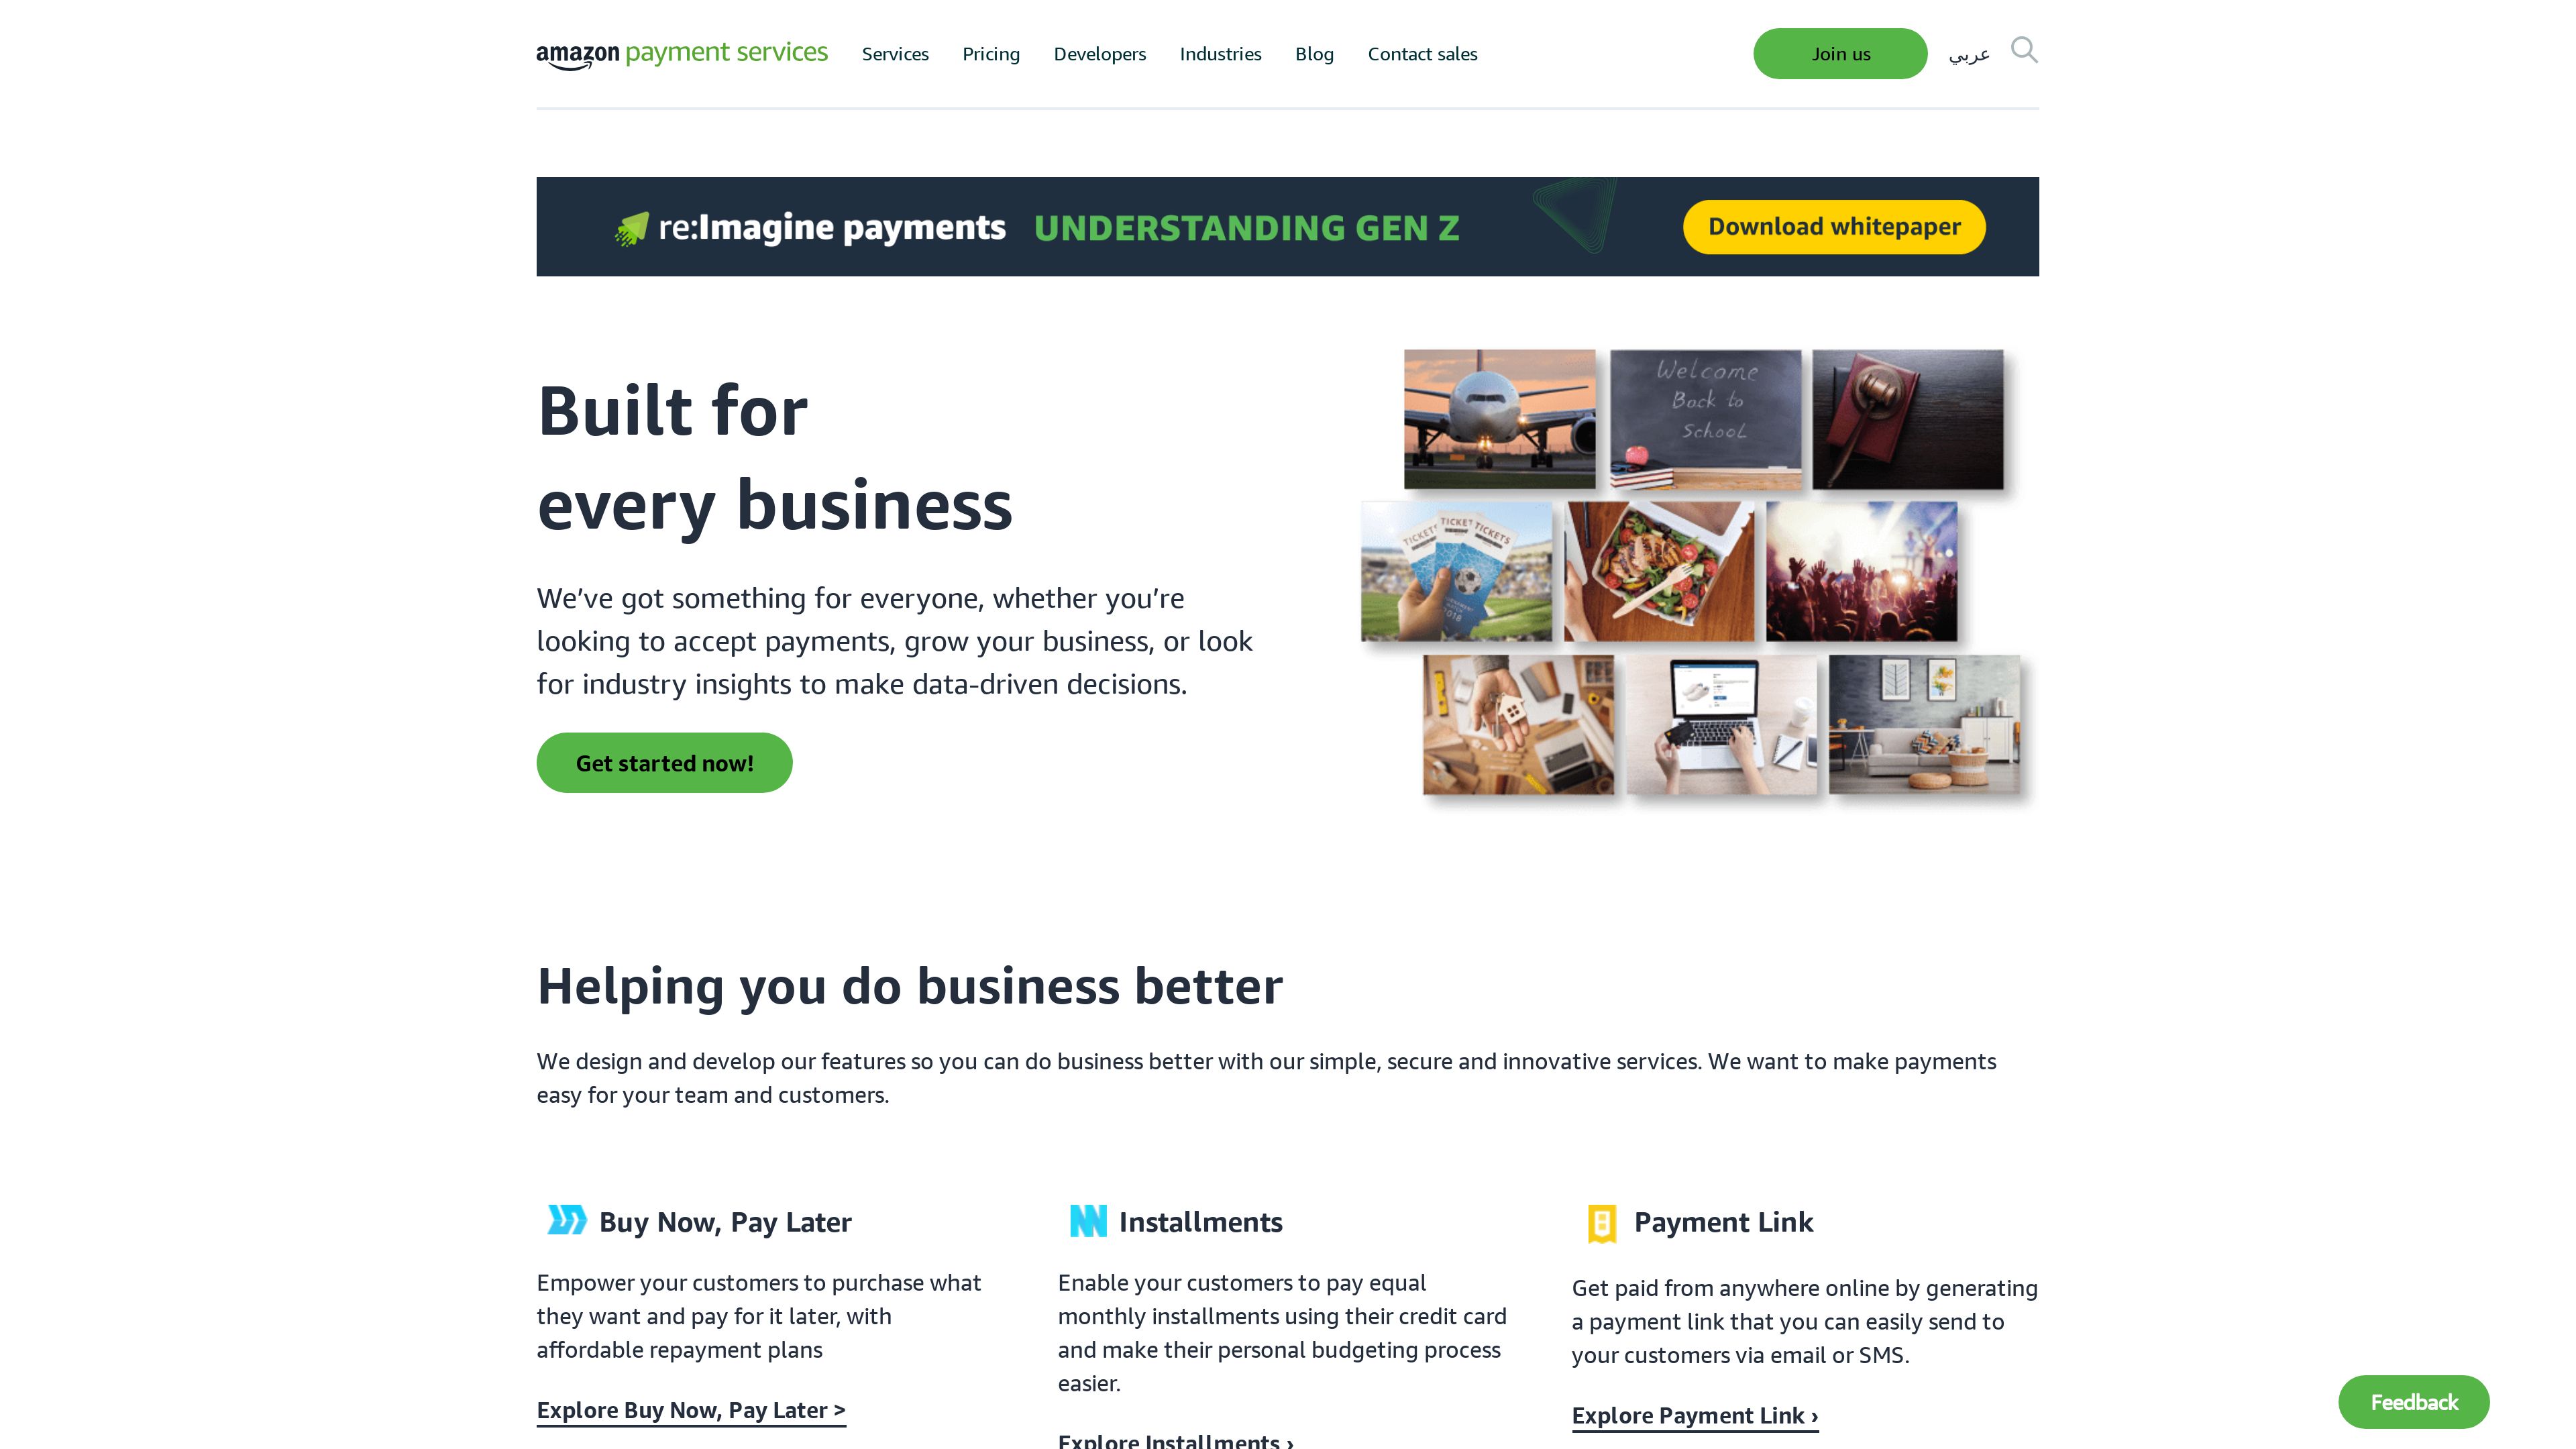 amazon payment services
Services
Pricing
Developers
Industries
Blog
Contact sales
Join us
عربي
re:Imagine payments UNDERSTANDING GEN Z
Download whitepaper
Built for
every business
We’ve got something for everyone, whether you’re
looking to accept payments, grow your business, or look
for industry insights to make data-driven decisions.
Get started now!
Welcome
Back to
School
TICKETS
Helping you do business better
We design and develop our features so you can do business better with our simple, secure and innovative services. We want to make payments
easy for your team and customers.
Buy Now, Pay Later
Empower your customers to purchase what
they want and pay for it later, with
affordable repayment plans
Explore Buy Now, Pay Later >
Installments
Enable your customers to pay equal
monthly installments using their credit card
and make their personal budgeting process
easier.
Explore Installments ›
Payment Link
Get paid from anywhere online by generating
a payment link that you can easily send to
your customers via email or SMS.
Explore Payment Link ›
Feedback